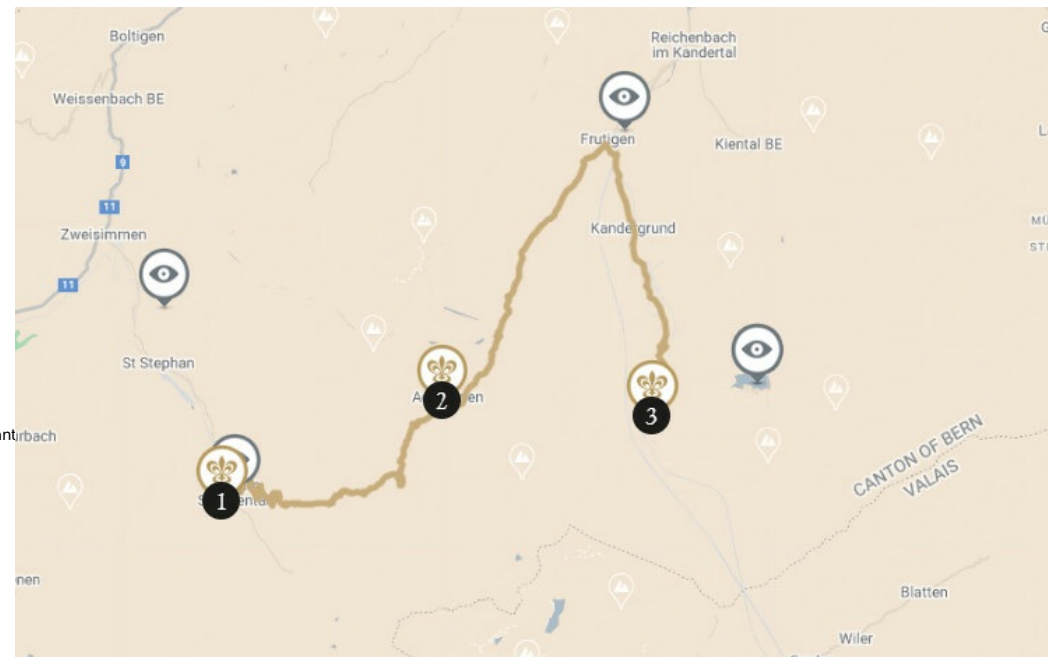 Boltigen
Reichenbach
im Kandertal
Weissenbach BE
Frutigen
Kiental BE
9
11
Kandergrund
Zweisimmen
11
St Stephan
2
3
CANTON OF BERN
VALAIS
1
Blatten
Wiler